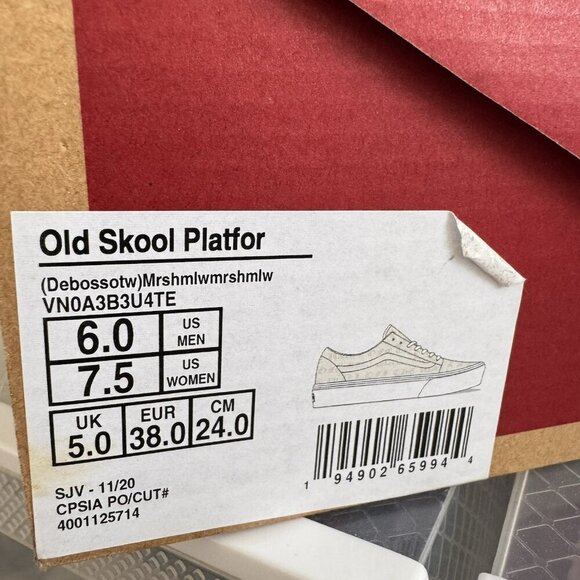 Old Skool Platfor
(Debossotw)Mrshmlwmrshmlw
VN0A3B3U4TE
6.0 US MEN
7.5 US WOMEN
UK 5.0 EUR 38.0 CM 24.0
SJV - 11/20
CPSIA PO/CUT#
4001125714
1 94902 65994 4